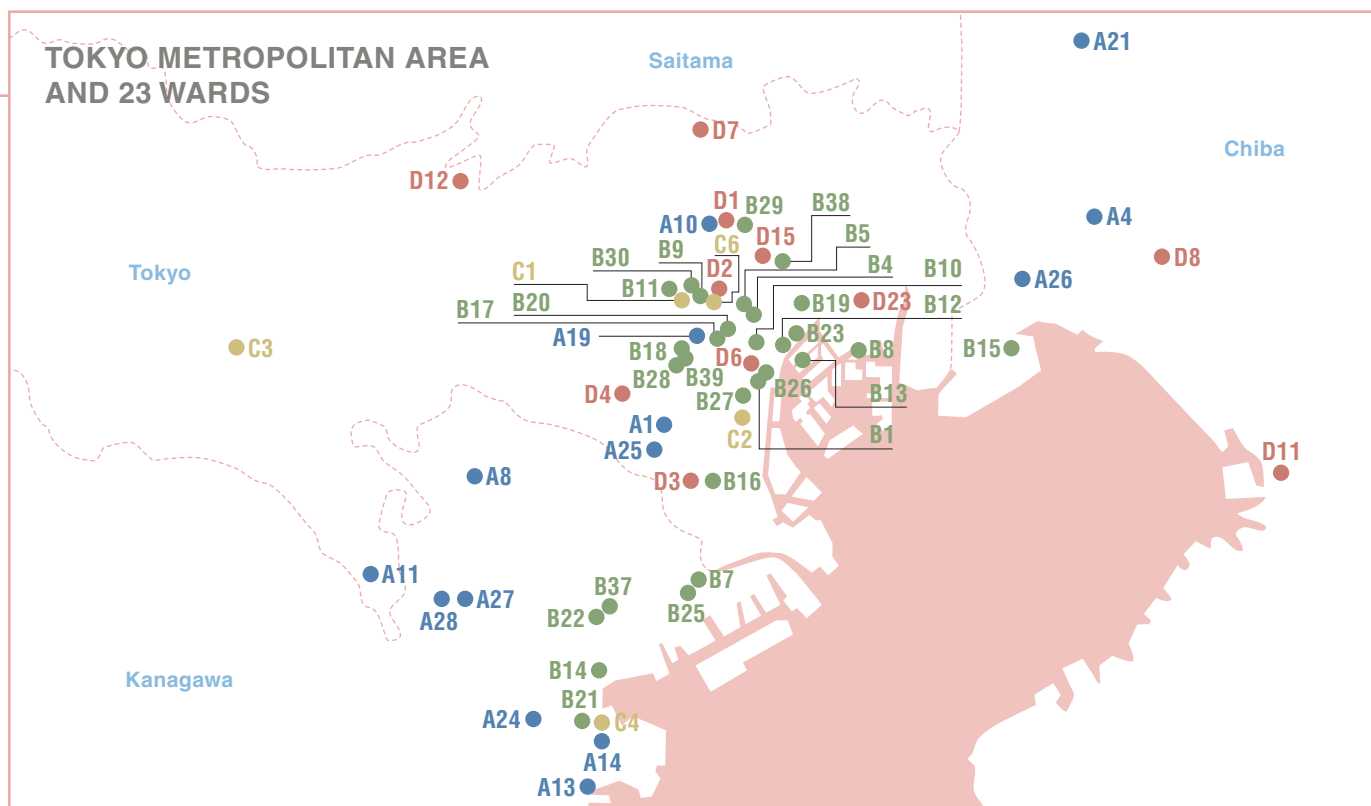 TOKYO METROPOLITAN AREA
AND 23 WARDS
Saitama
A21
D7
Chiba
D12
D1
B29
B38
A4
A10
C6
D15
B5
D8
B9
B30
B4
B10
Tokyo
C1
D2
A26
B11
B20
B17
B19
D23
B12
A19
B23
C3
B18
D6
B8
B15
B28
B39
B26
D4
B27
B13
A1
C2
B1
A25
D11
A8
D3
B16
A11
B7
B37
A28
A27
B22
B25
B14
Kanagawa
B21
A24
C4
A14
A13